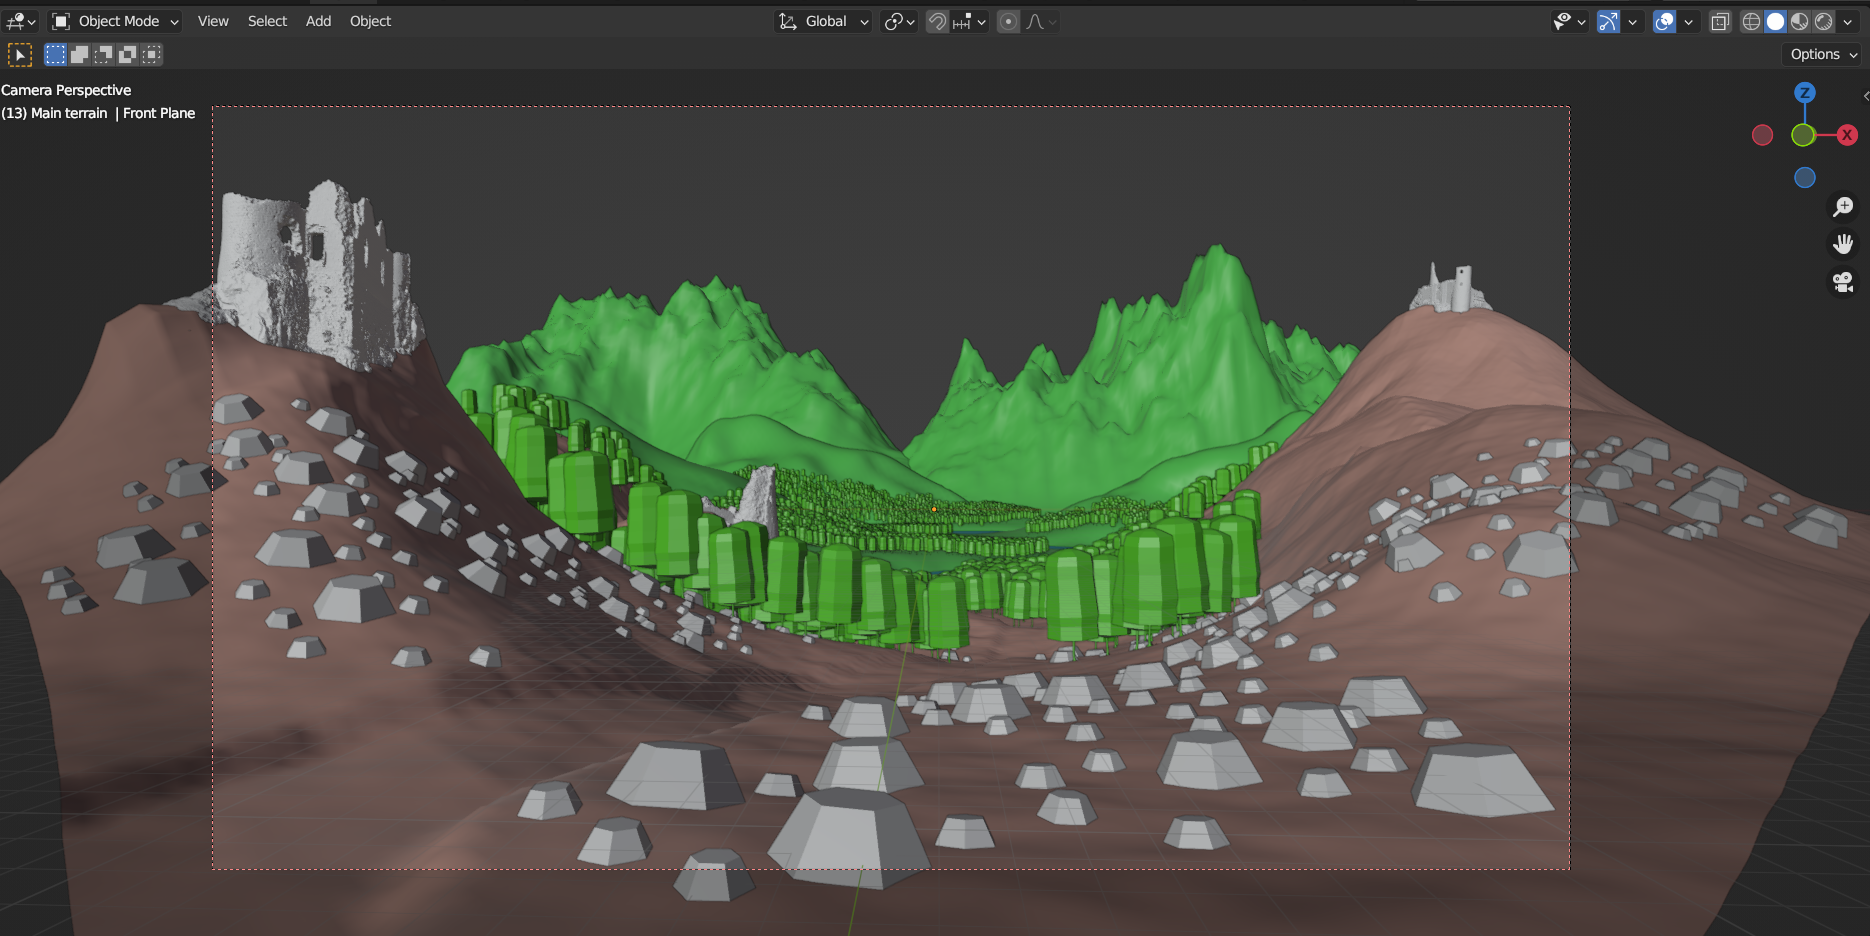 Object Mode View Select Add Object Global
Options
Camera Perspective
(13) Main terrain | Front Plane
Z
X